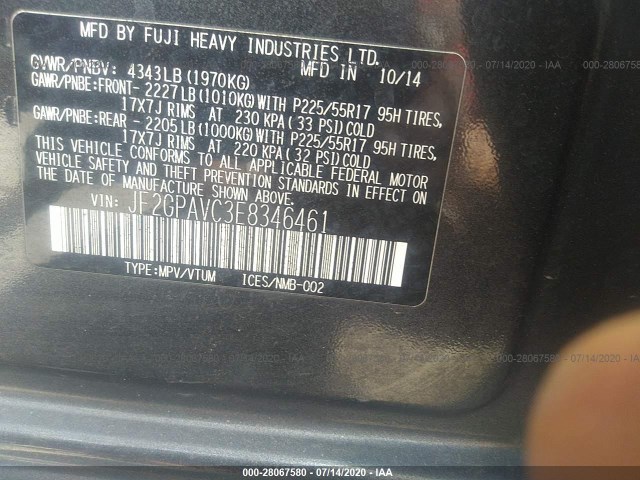 MFD BY FUJI HEAVY INDUSTRIES LTD.
GVWR/PNBV: 4343LB(1970KG) MFD IN 10/14
GAWR/PNBE:FRONT- 2227LB(1010KG)WITH P225/55R17 95H TIRES,
17X7J RIMS AT 230 KPA(33 PSI)COLD
GAWR/PNBE:REAR - 2205LB(1000KG)WITH P225/55R17 95H TIRES,
17X7J RIMS AT 220 KPA(32 PSI)COLD
THIS VEHICLE CONFORMS TO ALL APPLICABLE FEDERAL MOTOR
VEHICLE SAFETY AND THEFT PREVENTION STANDARDS IN EFFECT ON
THE DATE OF MANUFACTURE SHOWN ABOVE.
VIN: JF2GPAVC3E8346461
TYPE:MPV/VTUM ICES/NMB-002
000-28067580 - 07/14/2020 - IAA
000-28067580 - 07/14/2020 - IAA